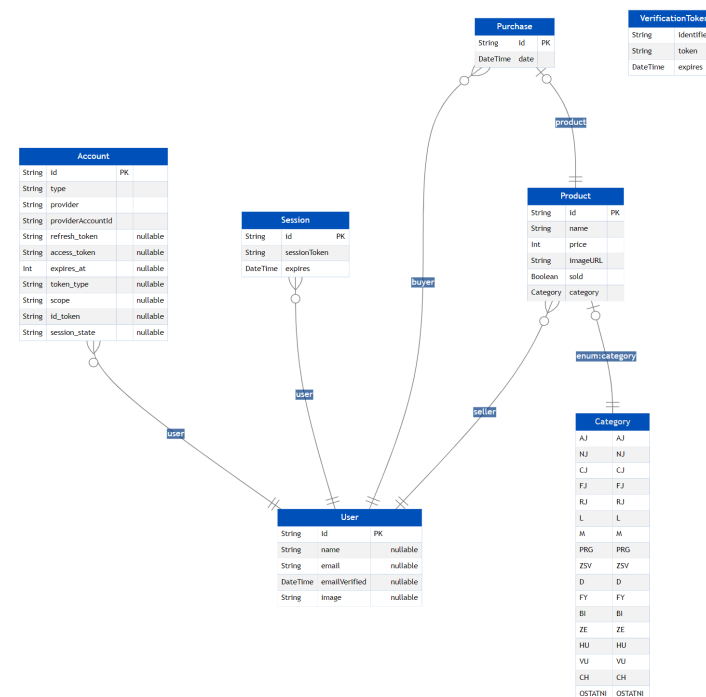 Purchase
String id PK
DateTime date
VerificationToken
String identifie
String token
DateTime expires
product
Account
String id PK
String type
String provider
String providerAccountId
String refresh_token nullable
String access_token nullable
Int expires_at nullable
String token_type nullable
String scope nullable
String id_token nullable
String session_state nullable
Session
String id PK
String sessionToken
DateTime expires
Product
String id PK
String name
Int price
String imageURL
Boolean sold
Category category
buyer
enum:category
user
seller
user
Category
AJ AJ
NJ NJ
CJ CJ
FJ FJ
RJ RJ
L L
M M
PRG PRG
ZSV ZSV
D D
FY FY
BI BI
ZE ZE
HU HU
VU VU
CH CH
OSTATNI OSTATNI
User
String id PK
String name nullable
String email nullable
DateTime emailVerified nullable
String image nullable